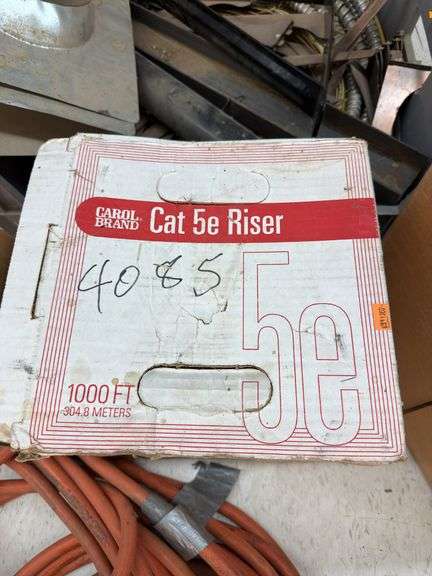 CAROL BRAND Cat 5e Riser
4085
5e
1000 FT
304.8 METERS